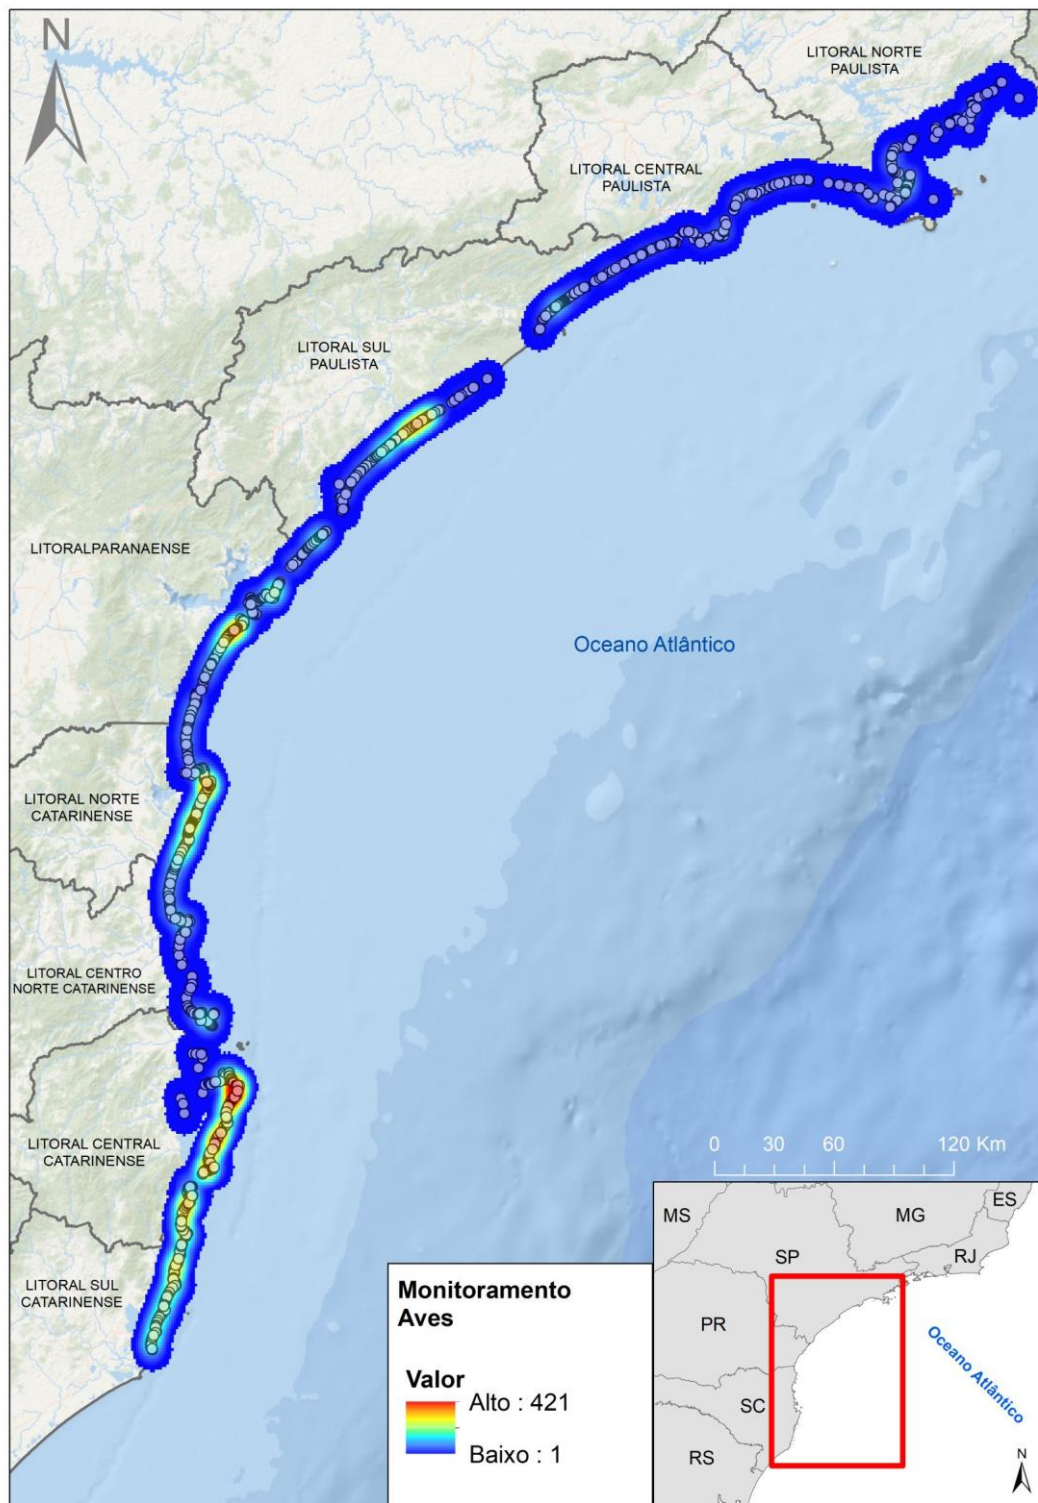 N
LITORAL NORTE
PAULISTA
LITORAL CENTRAL
PAULISTA
LITORAL SUL
PAULISTA
LITORALPARANAENSE
Oceano Atlântico
LITORAL NORTE
CATARINENSE
LITORAL CENTRO
NORTE CATARINENSE
LITORAL CENTRAL
CATARINENSE
LITORAL SUL
CATARINENSE
0 30 60 120 Km
Monitoramento
Aves
Valor
Alto : 421
Baixo : 1
MS
MG
ES
SP
RJ
PR
SC
RS
Oceano Atlântico
N